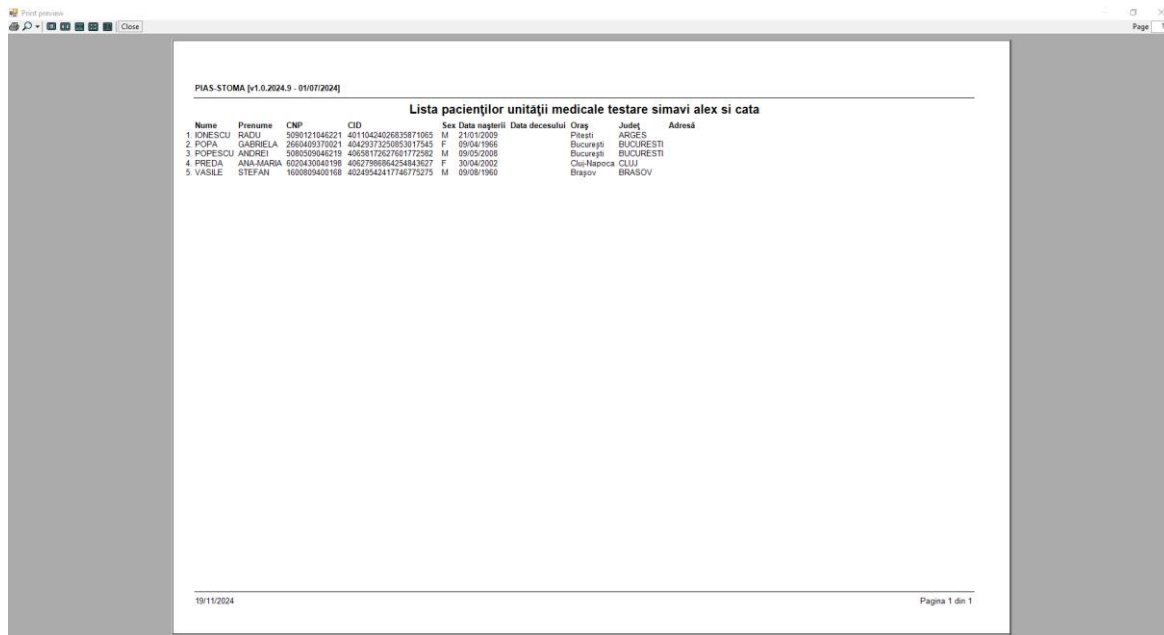 Print preview
Close
Page 1
PIAS-STOMA [v1.0.2024.9 - 01/07/2024]
Lista pacienților unității medicale testare simavi alex si cata
Nume Prenume CNP CID Sex Data nașterii Data decesului Oraș Județ Adresă
1. IONESCU RADU 5090121046221 40110424026835871065 M 21/01/2009 Pitesti ARGES
2. POPA GABRIELA 2660409370021 40429373250853017545 F 09/04/1966 București BUCURESTI
3. POPESCU ANDREI 5080509046219 40658172627601772582 M 09/05/2008 București BUCURESTI
4. PREDA ANA-MARIA 6020430040198 40627986864254843627 F 30/04/2002 Cluj-Napoca CLUJ
5. VASILE STEFAN 1600809400168 40249542417746775275 M 09/08/1960 Brașov BRASOV
19/11/2024
Pagina 1 din 1